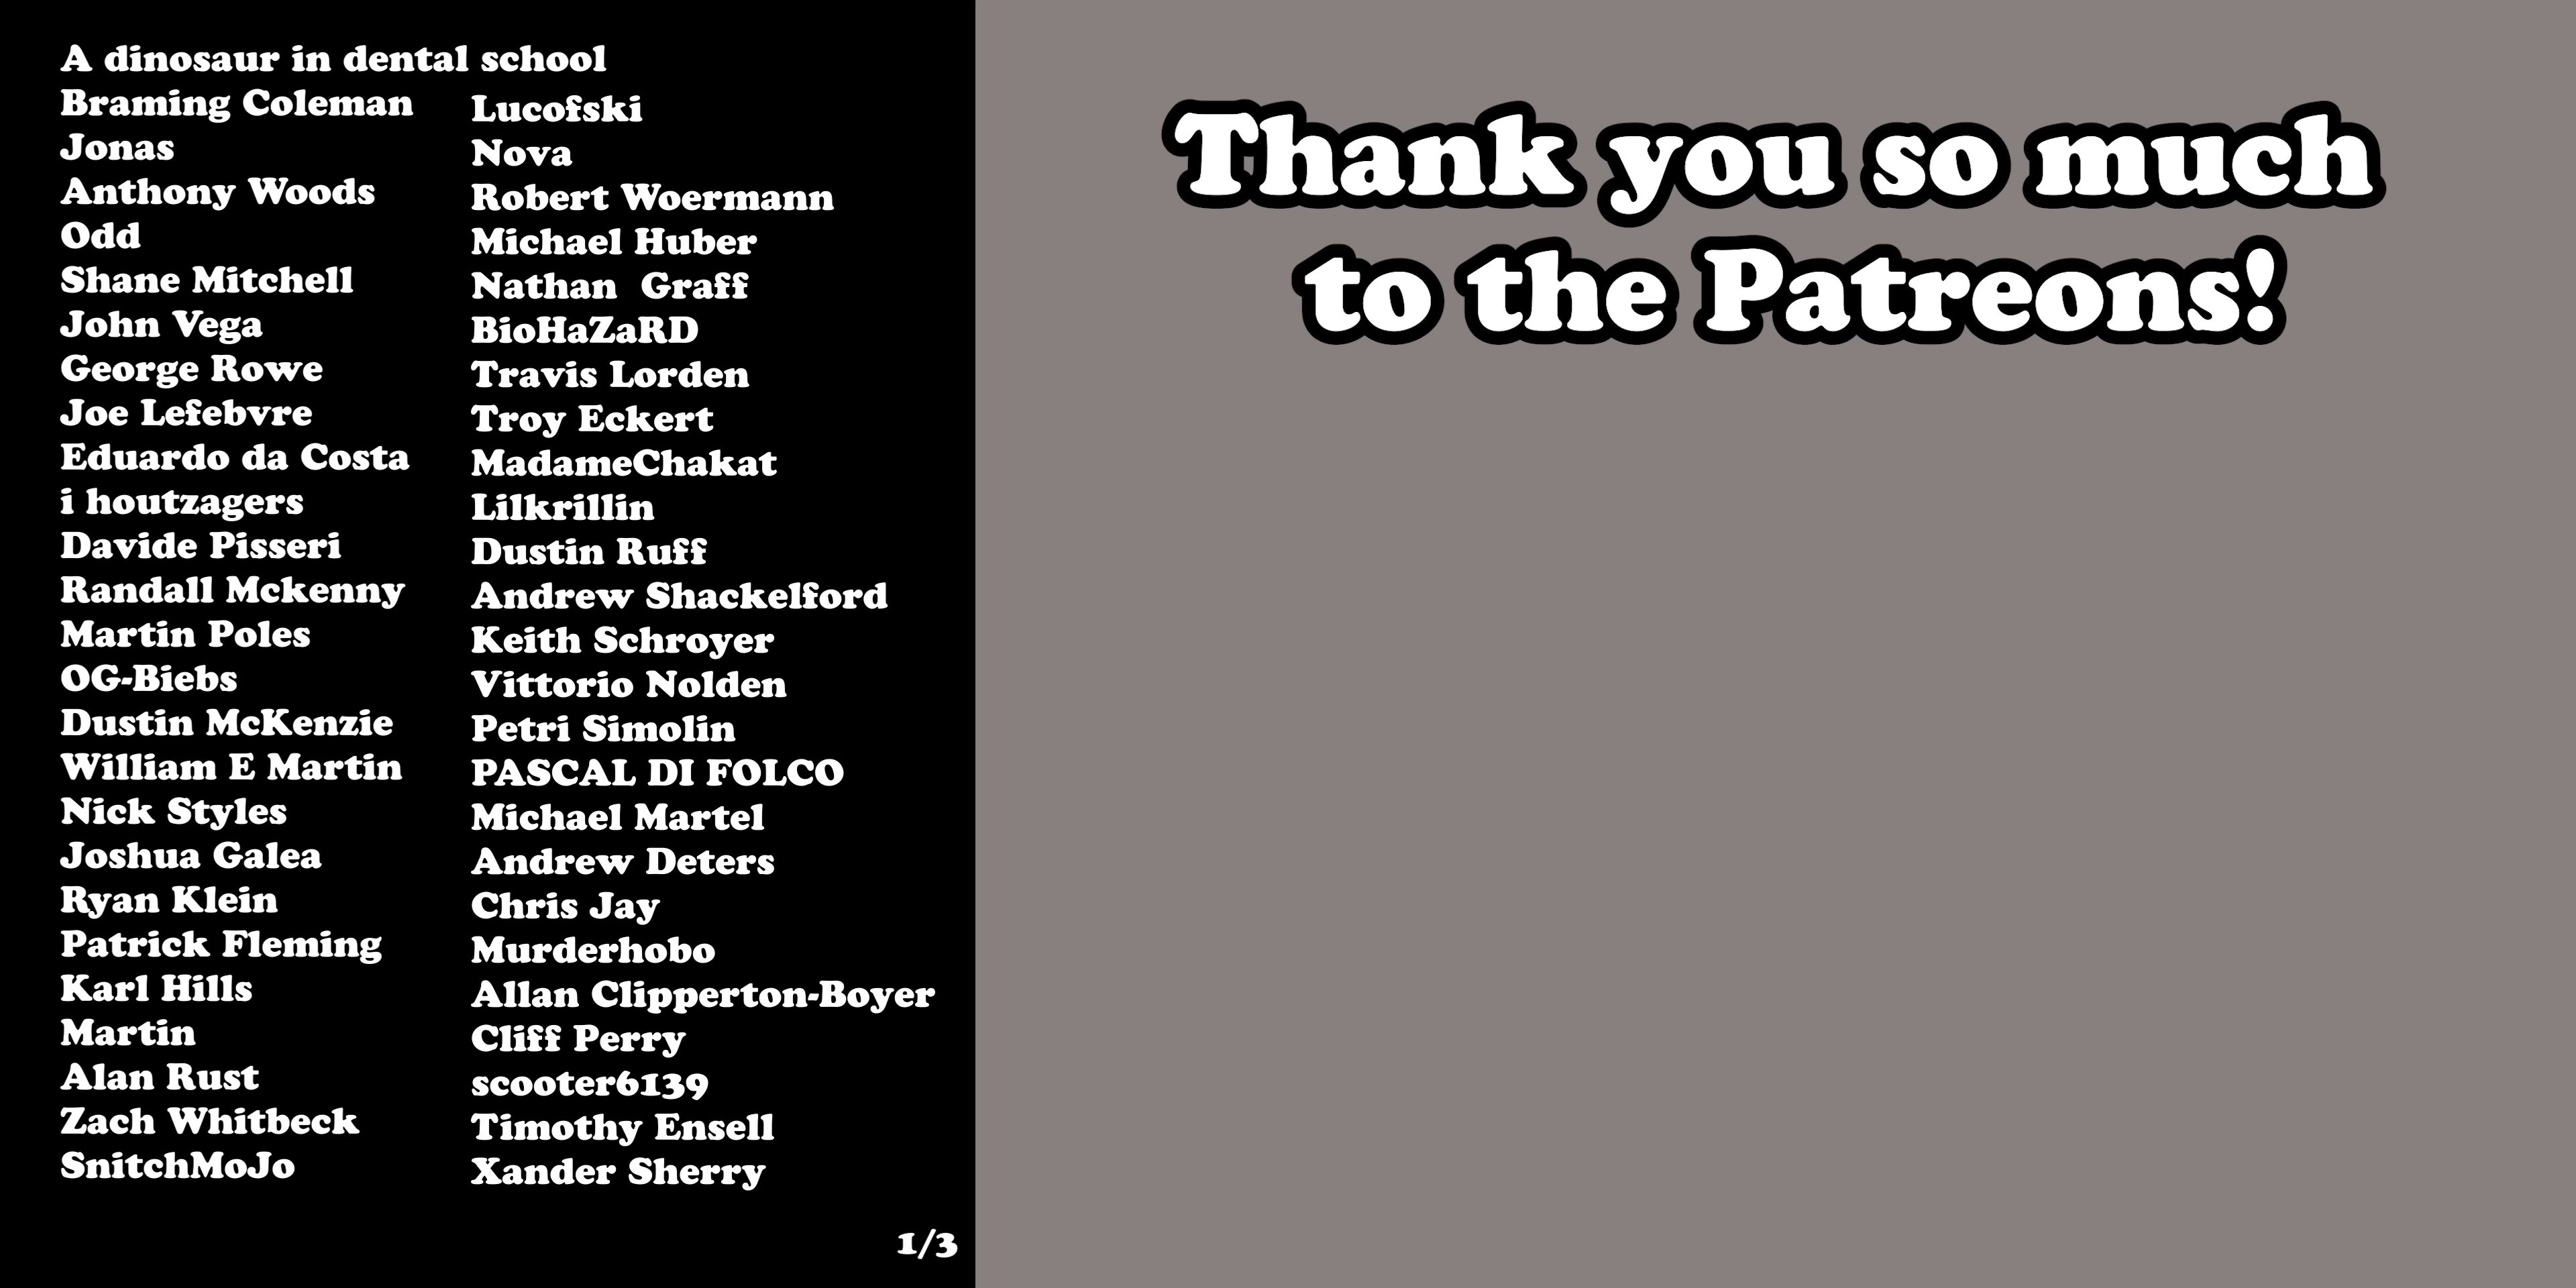 A dinosaur in dental school
Braming Coleman
Jonas
Anthony Woods
Odd
Shane Mitchell
John Vega
George Rowe
Joe Lefebvre
Eduardo da Costa
i houtzagers
Davide Pisseri
Randall Mckenny
Martin Poles
OG-Biebs
Dustin McKenzie
William E Martin
Nick Styles
Joshua Galea
Ryan Klein
Patrick Fleming
Karl Hills
Martin
Alan Rust
Zach Whitbeck
SnitchMoJo
Lucofski
Nova
Robert Woermann
Michael Huber
Nathan  Graff
BioHaZaRD
Travis Lorden
Troy Eckert
MadameChakat
Lilkrillin
Dustin Ruff
Andrew Shackelford
Keith Schroyer
Vittorio Nolden
Petri Simolin
PASCAL DI FOLCO
Michael Martel
Andrew Deters
Chris Jay
Murderhobo
Allan Clipperton-Boyer
Cliff Perry
scooter6139
Timothy Ensell
Xander Sherry
1/3
Thank you so much
to the Patreons!